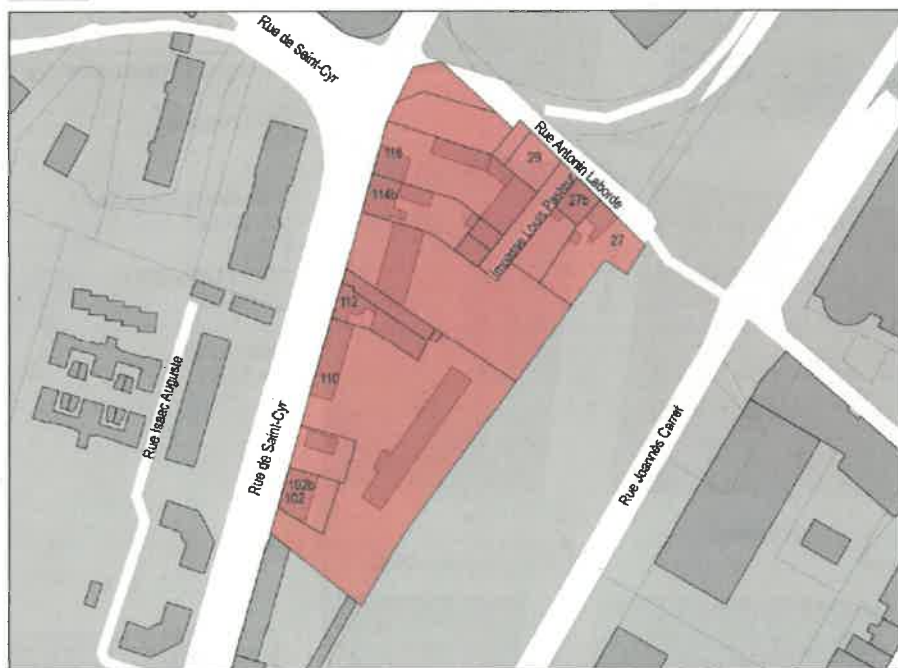 Rue de Saint-Cyr
Rue Antonin Laborde
29
116
114b
27b
27
Impasse Louis Pasteur
112
110
Rue Isaac Auguste
Rue de Saint-Cyr
Rue Joannès Carret
102b
102